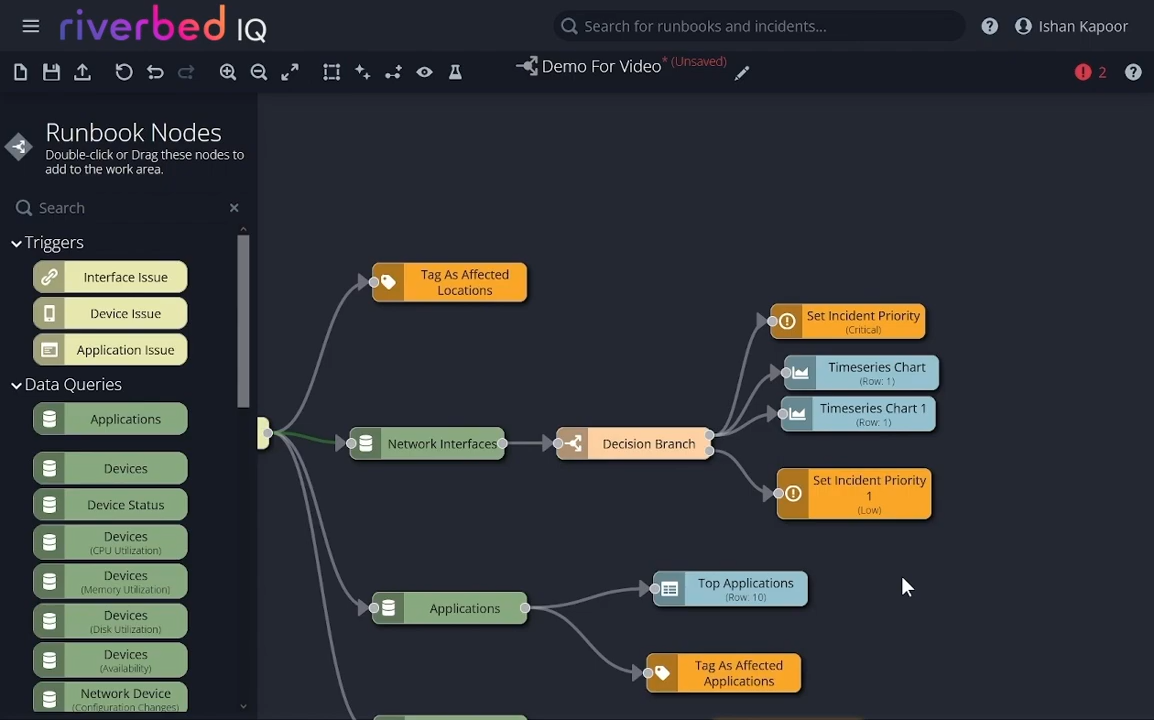 riverbed IQ
Search for runbooks and incidents...
Ishan Kapoor
Demo For Video* (Unsaved)
2
Runbook Nodes
Double-click or Drag these nodes to
add to the work area.
Search
Triggers
Interface Issue
Device Issue
Application Issue
Data Queries
Applications
Devices
Device Status
Devices
(CPU Utilization)
Devices
(Memory Utilization)
Devices
(Disk Utilization)
Devices
(Availability)
Network Device
(Configuration Changes)
Tag As Affected
Locations
Network Interfaces
Decision Branch
Set Incident Priority
(Critical)
Timeseries Chart
(Row: 1)
Timeseries Chart 1
(Row: 1)
Set Incident Priority
1
(Low)
Applications
Top Applications
(Row: 10)
Tag As Affected
Applications